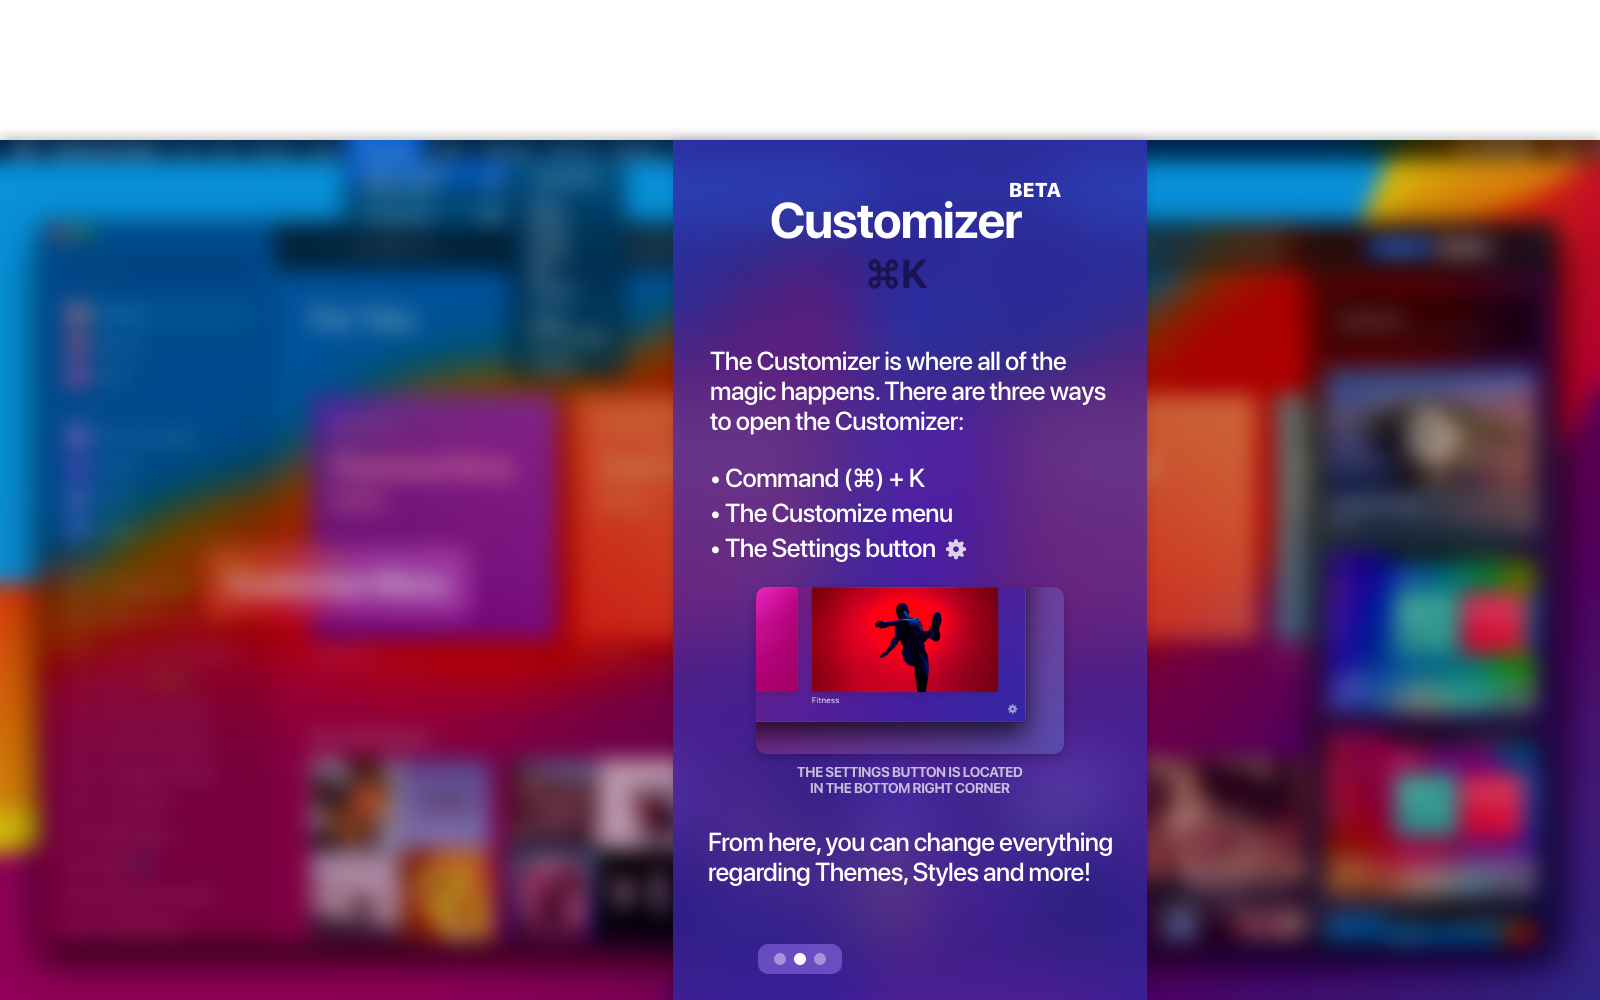 BETA
Customizer
⌘K
The Customizer is where all of the
magic happens. There are three ways
to open the Customizer:
• Command (⌘) + K
• The Customize menu
• The Settings button
Fitness
THE SETTINGS BUTTON IS LOCATED
IN THE BOTTOM RIGHT CORNER
From here, you can change everything
regarding Themes, Styles and more!